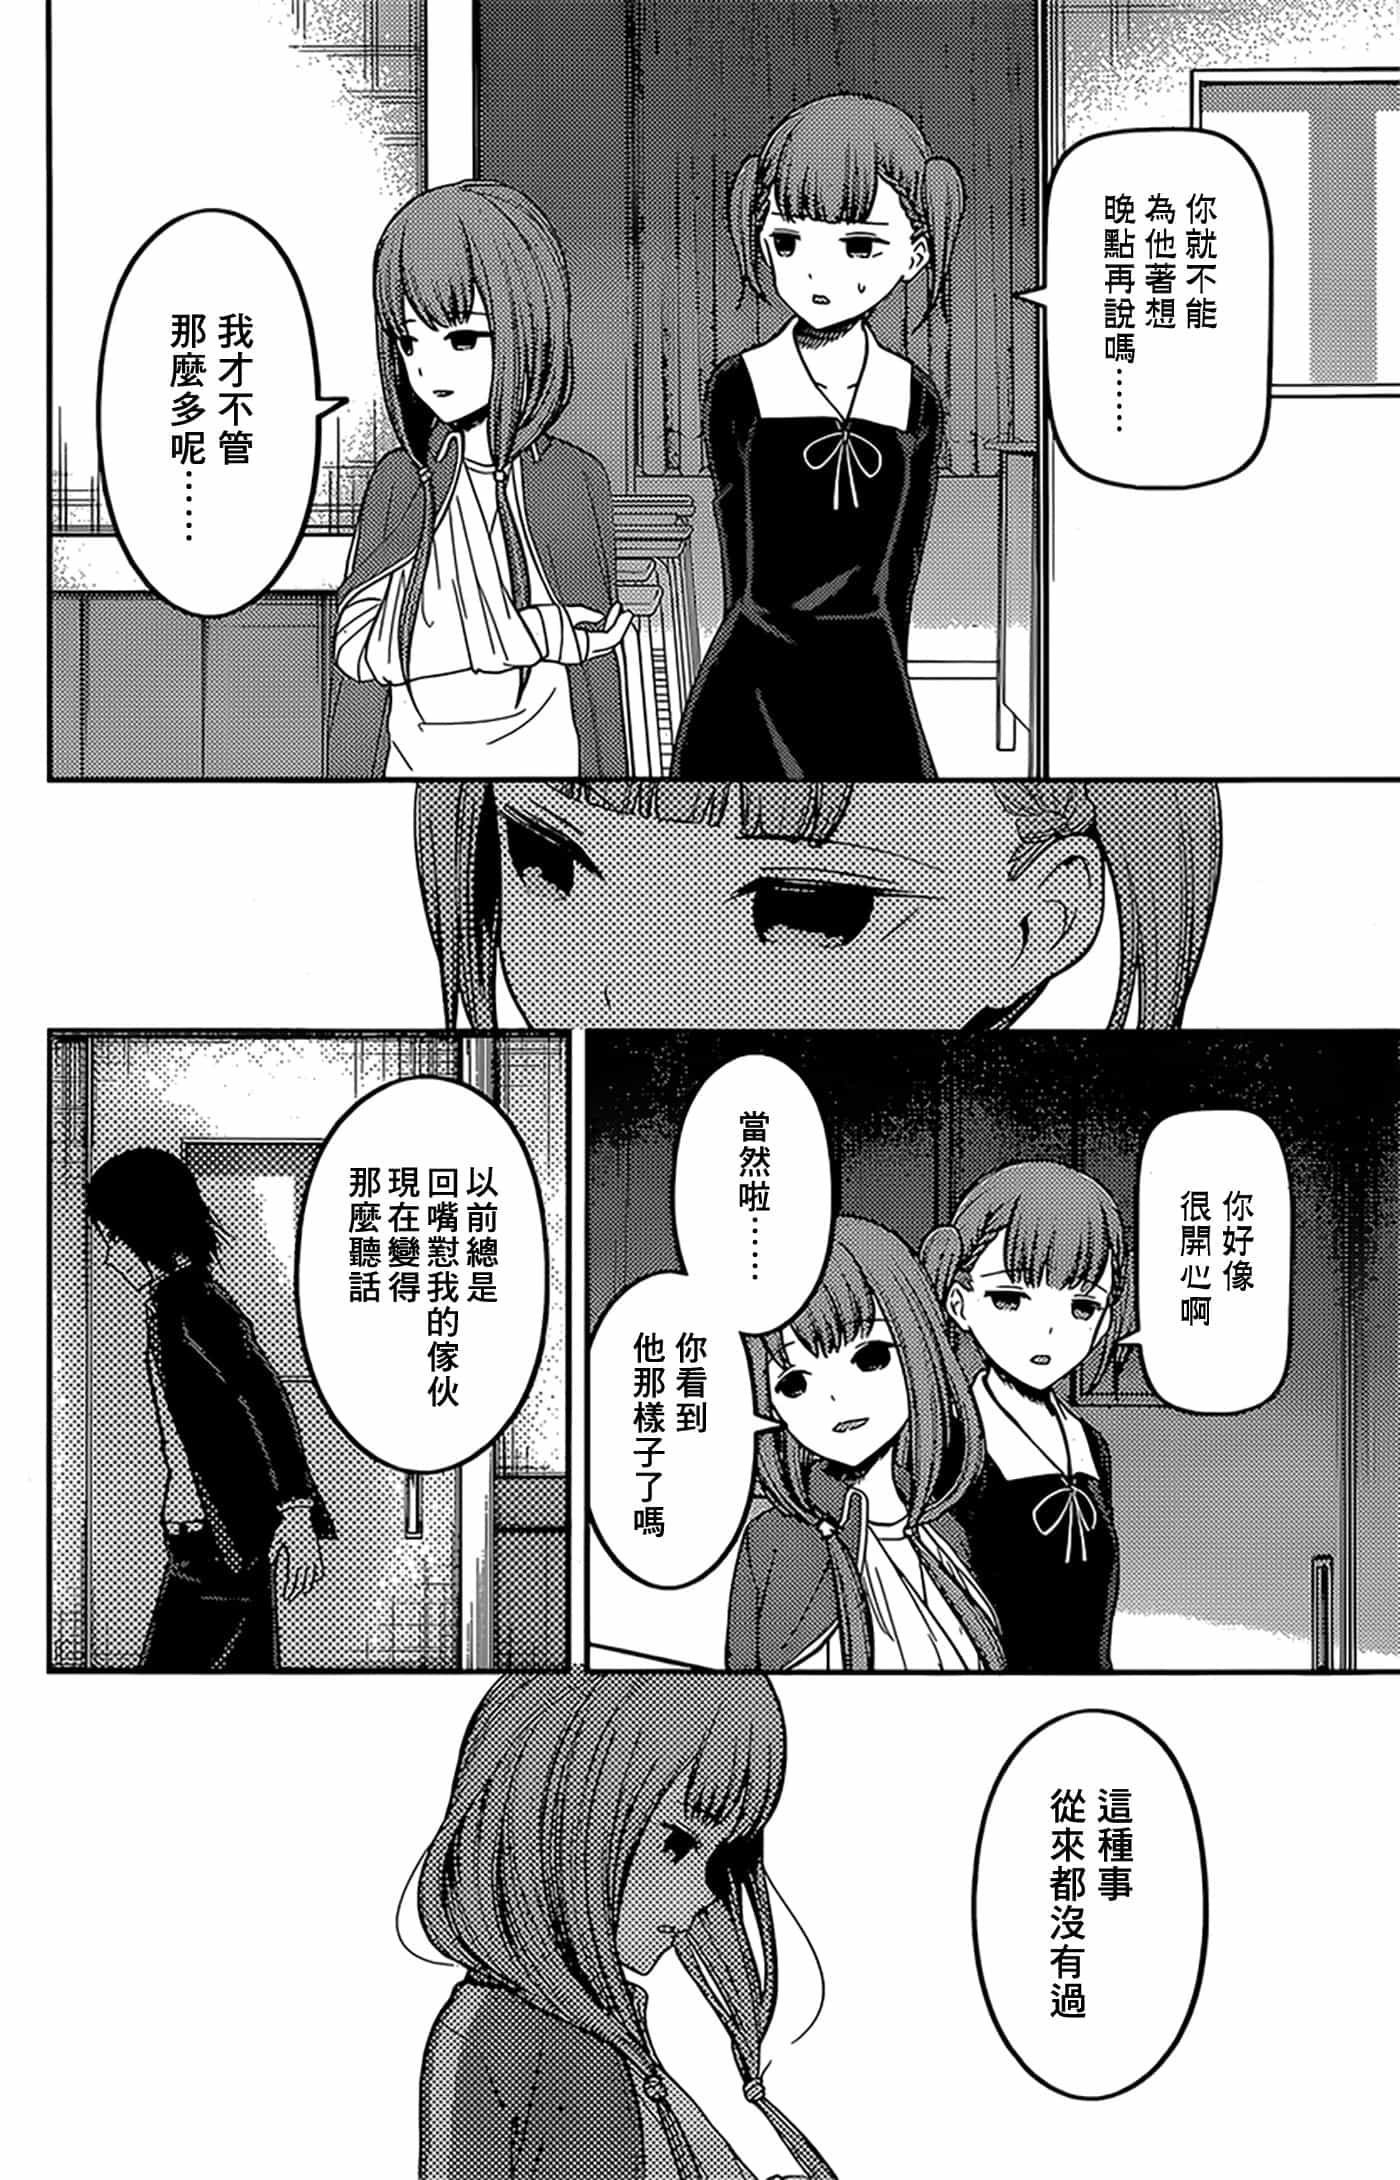 你就不能
為他著想
晚點再說嗎⋯⋯
我才不管
那麼多呢⋯⋯
你好像
很開心啊
當然啦⋯⋯
你看到
他那樣子了嗎
以前總是
回嘴懟我的傢伙
現在變得
那麼聽話
這種事
從來都沒有過